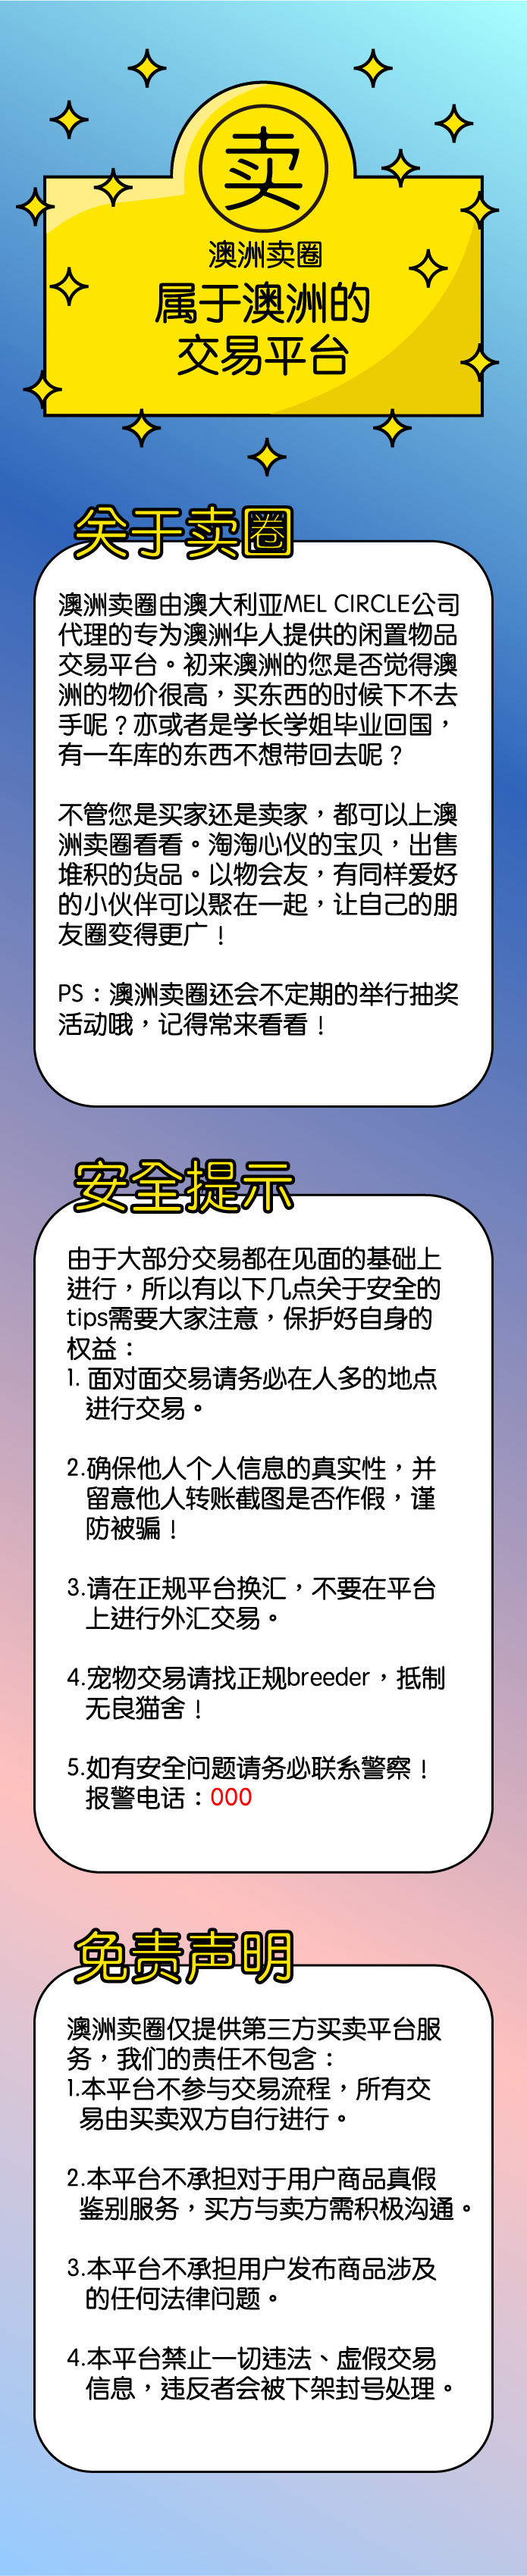 卖
澳洲卖圈
属于澳洲的
交易平台
关于卖圈
澳洲卖圈由澳大利亚MEL CIRCLE公司
代理的专为澳洲华人提供的闲置物品
交易平台。初来澳洲的您是否觉得澳
洲的物价很高，买东西的时候下不去
手呢？亦或者是学长学姐毕业回国，
有一车库的东西不想带回去呢？
不管您是买家还是卖家，都可以上澳
洲卖圈看看。淘淘心仪的宝贝，出售
堆积的货品。以物会友，有同样爱好
的小伙伴可以聚在一起，让自己的朋
友圈变得更广！
PS：澳洲卖圈还会不定期的举行抽奖
活动哦，记得常来看看！
安全提示
由于大部分交易都在见面的基础上
进行，所以有以下几点关于安全的
tips需要大家注意，保护好自身的
权益：
1. 面对面交易请务必在人多的地点
进行交易。
2.确保他人个人信息的真实性，并
留意他人转账截图是否作假，谨
防被骗！
3.请在正规平台换汇，不要在平台
上进行外汇交易。
4.宠物交易请找正规breeder，抵制
无良猫舍！
5.如有安全问题请务必联系警察！
报警电话：000
免责声明
澳洲卖圈仅提供第三方买卖平台服
务，我们的责任不包含：
1.本平台不参与交易流程，所有交
易由买卖双方自行进行。
2.本平台不承担对于用户商品真假
鉴别服务，买方与卖方需积极沟通。
3.本平台不承担用户发布商品涉及
的任何法律问题。
4.本平台禁止一切违法、虚假交易
信息，违反者会被下架封号处理。